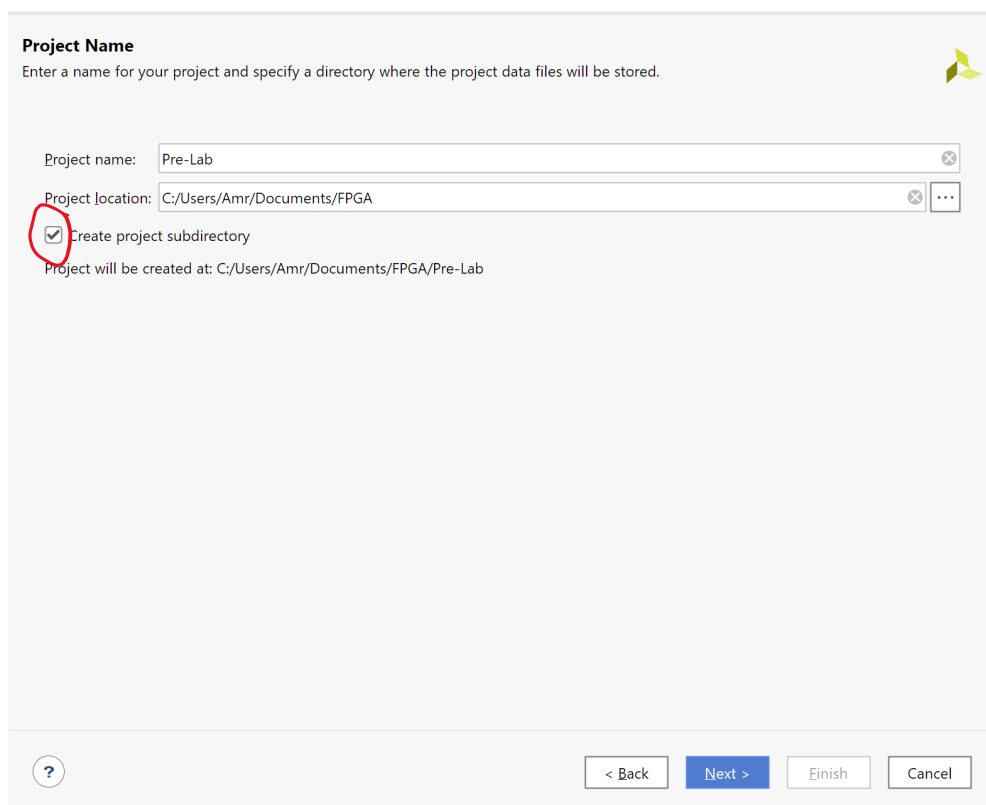 Project Name
Enter a name for your project and specify a directory where the project data files will be stored.
Project name: Pre-Lab
Project location: C:/Users/Amr/Documents/FPGA ...
Create project subdirectory
Project will be created at: C:/Users/Amr/Documents/FPGA/Pre-Lab
? < Back Next > Finish Cancel